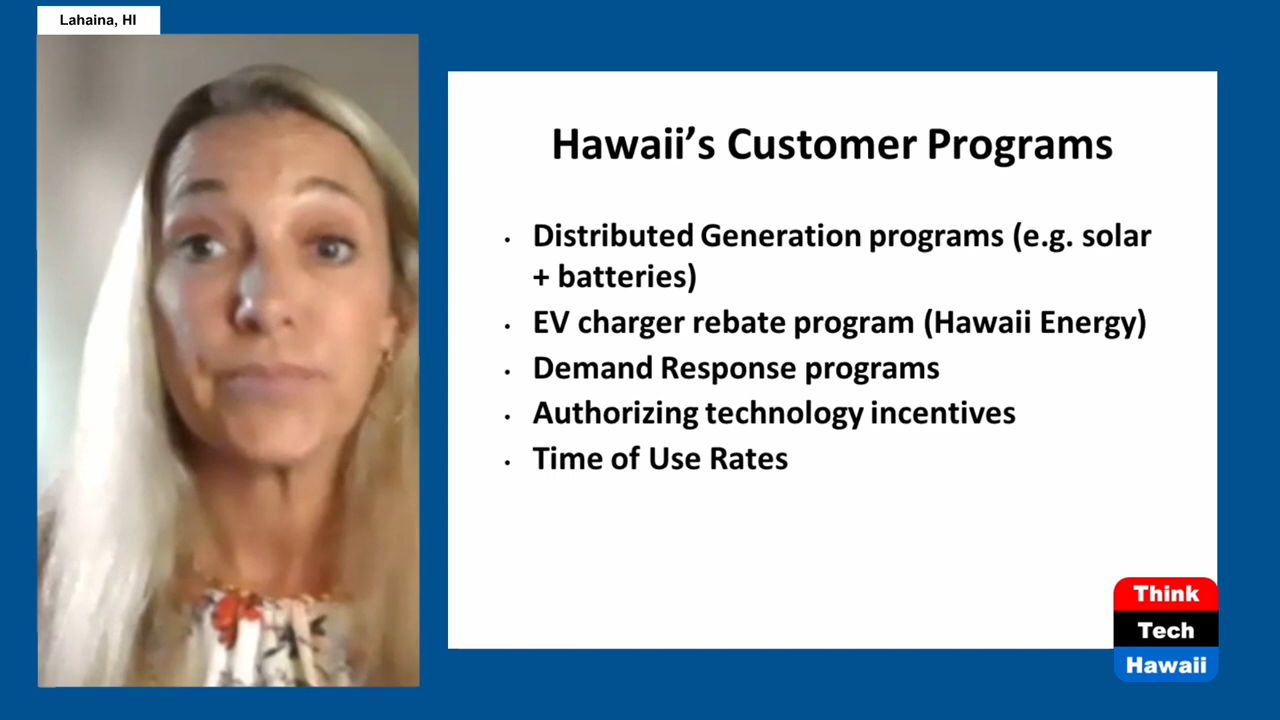 Lahaina, HI
Hawaii’s Customer Programs
• Distributed Generation programs (e.g. solar
+ batteries)
• EV charger rebate program (Hawaii Energy)
• Demand Response programs
• Authorizing technology incentives
• Time of Use Rates
Think
Tech
Hawaii